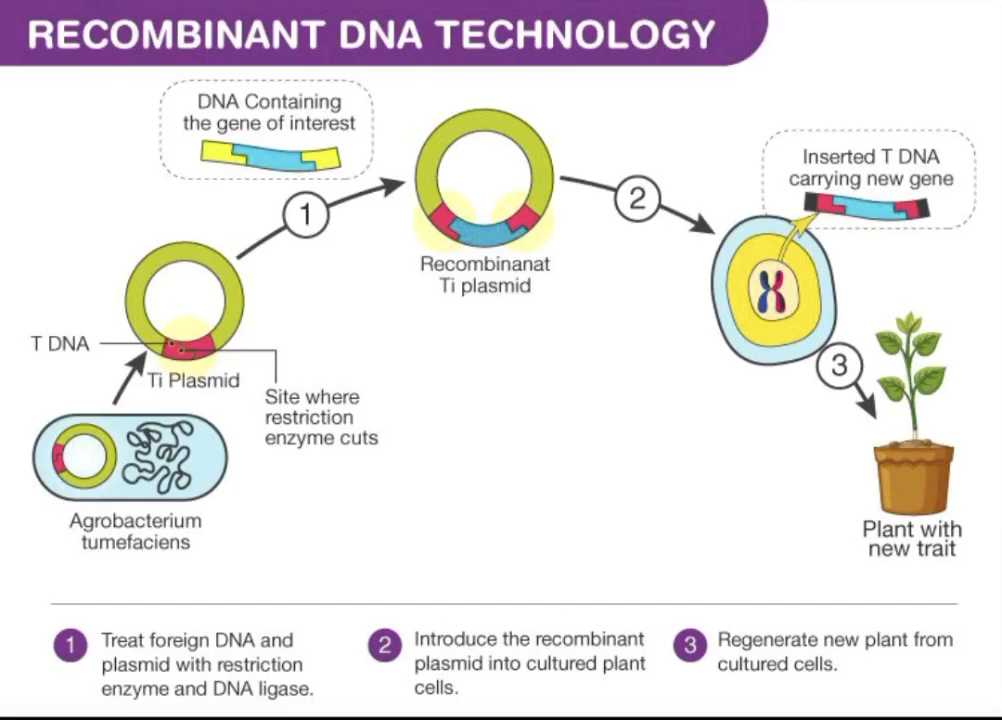 RECOMBINANT DNA TECHNOLOGY
DNA Containing
the gene of interest
1
Recombinanat
Ti plasmid
2
Inserted T DNA
carrying new gene
T DNA
Ti Plasmid
Site where
restriction
enzyme cuts
Agrobacterium
tumefaciens
3
Plant with
new trait
1 Treat foreign DNA and
plasmid with restriction
enzyme and DNA ligase.
2 Introduce the recombinant
plasmid into cultured plant
cells.
3 Regenerate new plant from
cultured cells.